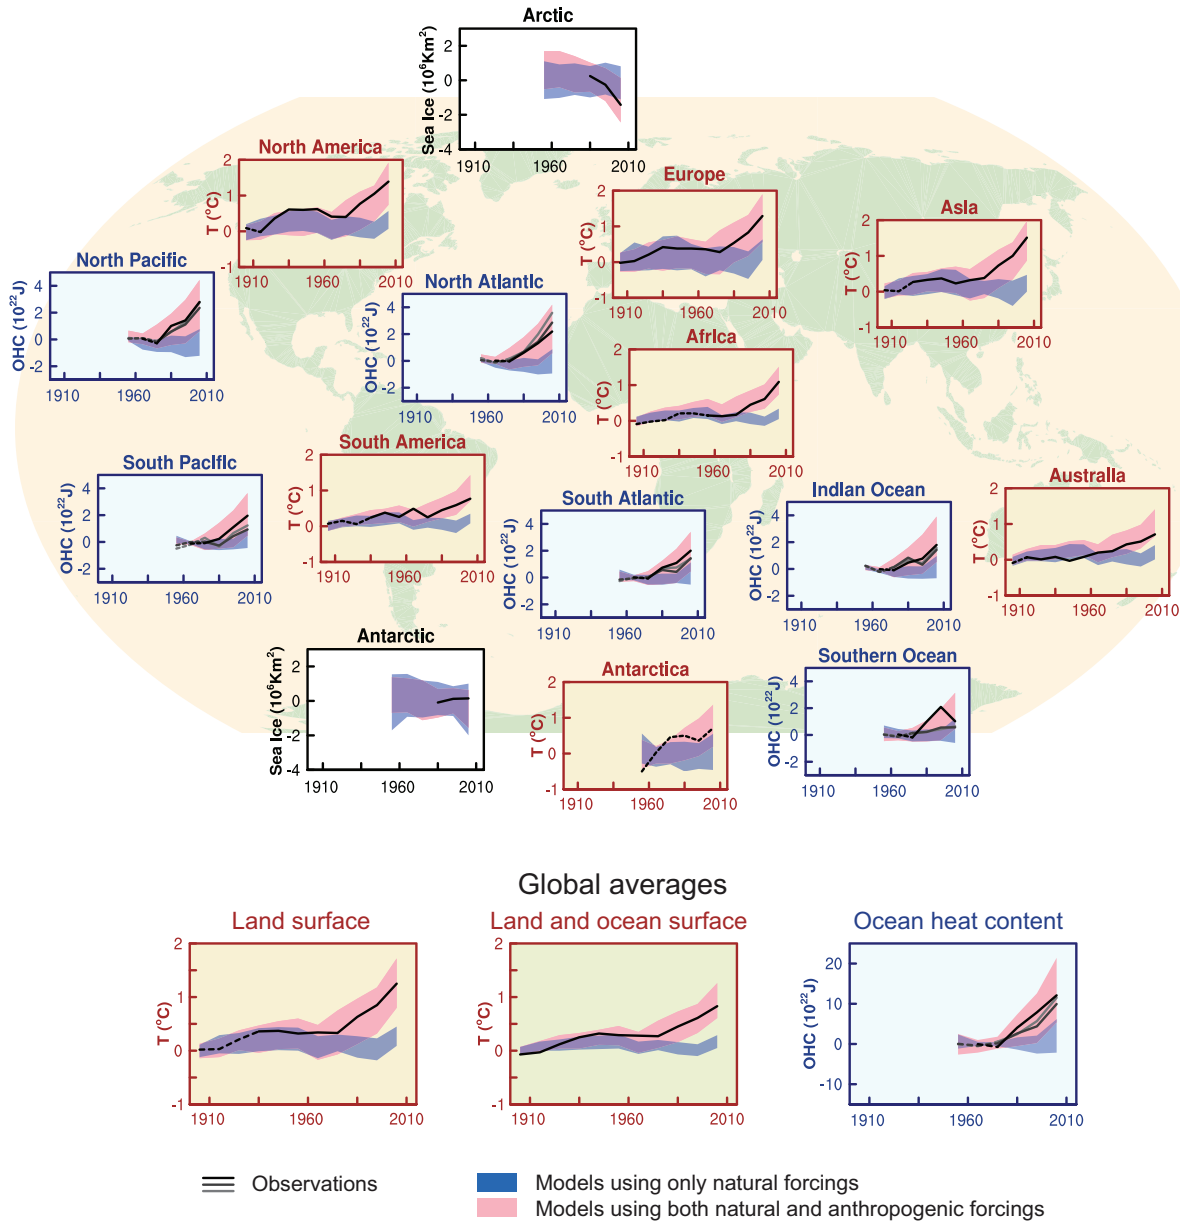 Arctic
Sea Ice (10⁶Km²)
2
0
-2
-4
1910 1960 2010
North America
T (°C)
2
1
0
-1
1910 1960 2010
Europe
T (°C)
2
1
0
-1
1910 1960 2010
AsIa
T (°C)
2
1
0
-1
1910 1960 2010
North Pacific
OHC (10²²J)
4
2
0
-2
1910 1960 2010
North AtlantIc
OHC (10²²J)
4
2
0
-2
1910 1960 2010
AfrIca
T (°C)
2
1
0
-1
1910 1960 2010
South PacIfIc
OHC (10²²J)
4
2
0
-2
1910 1960 2010
South AmerIca
T (°C)
2
1
0
-1
1910 1960 2010
South Atlantic
OHC (10²²J)
4
2
0
-2
1910 1960 2010
Indian Ocean
OHC (10²²J)
4
2
0
-2
1910 1960 2010
AustralIa
T (°C)
2
1
0
-1
1910 1960 2010
Antarctic
Sea Ice (10⁶Km²)
2
0
-2
-4
1910 1960 2010
Antarctica
T (°C)
2
1
0
-1
1910 1960 2010
Southern Ocean
OHC (10²²J)
4
2
0
-2
1910 1960 2010
Global averages
Land surface
T (°C)
2
1
0
-1
1910 1960 2010
Land and ocean surface
T (°C)
2
1
0
-1
1910 1960 2010
Ocean heat content
OHC (10²²J)
20
10
0
-10
1910 1960 2010
Observations
Models using only natural forcings
Models using both natural and anthropogenic forcings